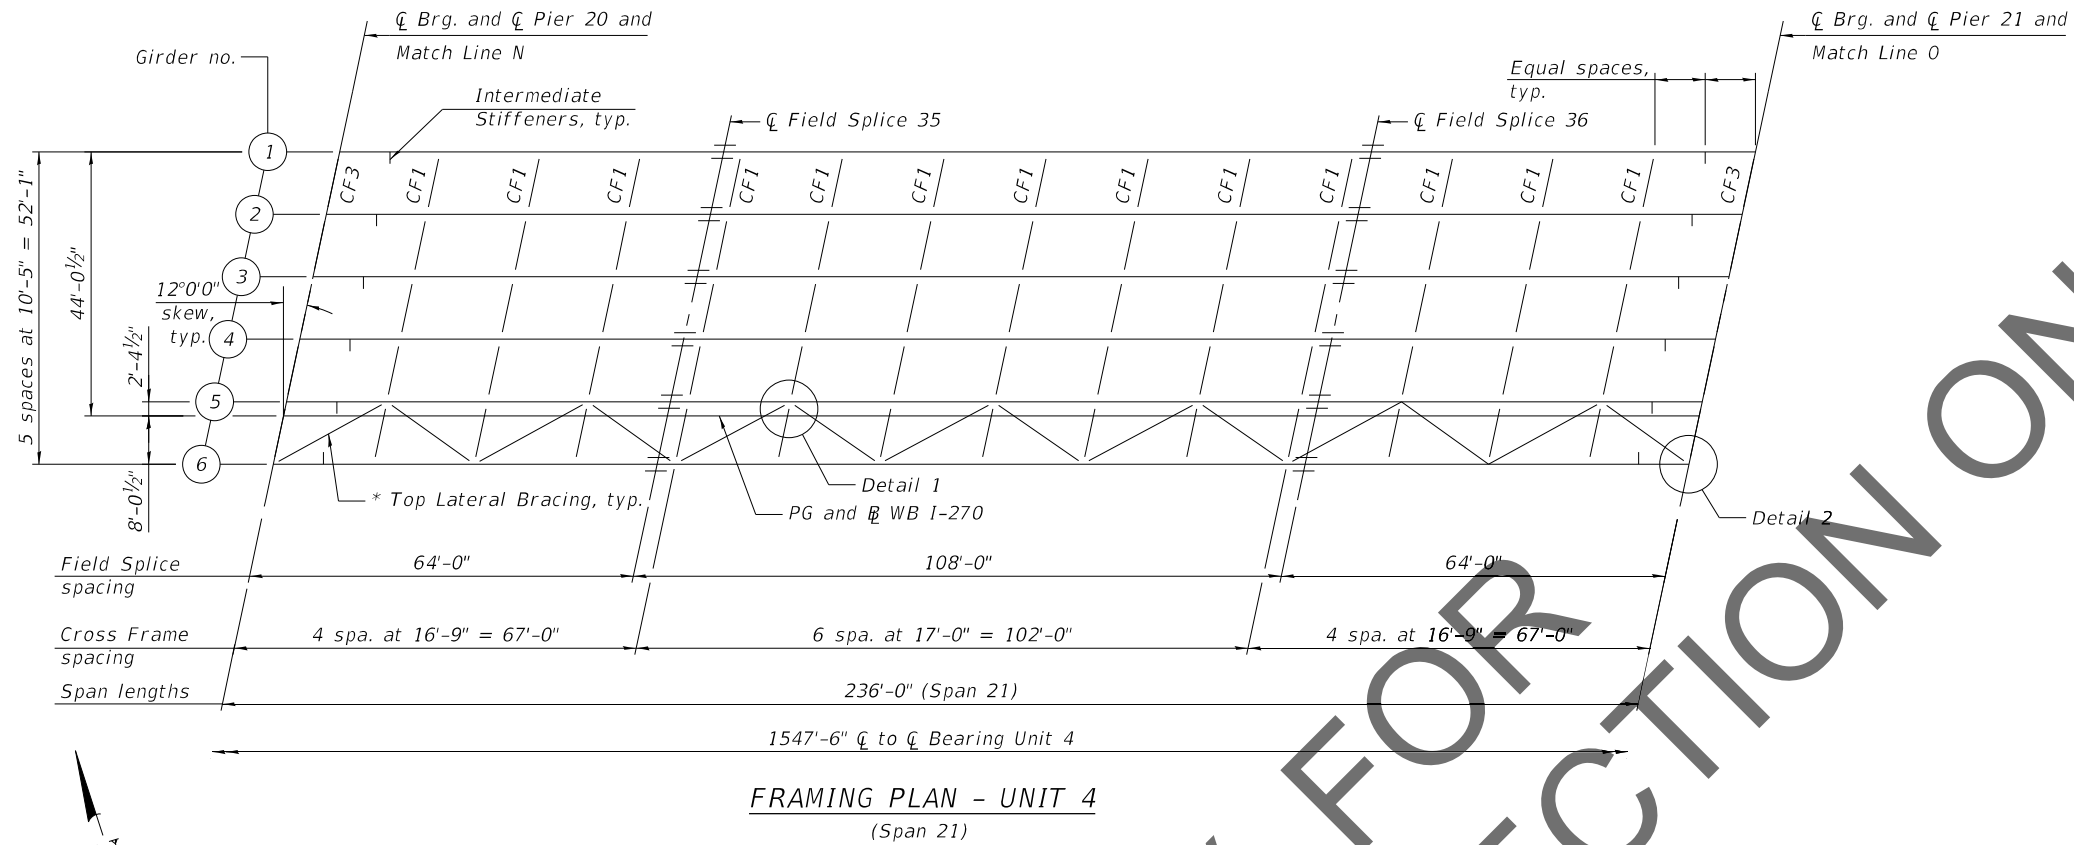 ℄ Brg. and ℄ Pier 20 and
Match Line N
℄ Brg. and ℄ Pier 21 and
Match Line O
Girder no.
Intermediate
Stiffeners, typ.
Equal spaces,
typ.
℄ Field Splice 35
℄ Field Splice 36
1
2
3
4
5
6
CF3
CF1
CF1
CF1
CF1
CF1
CF1
CF1
CF1
CF1
CF1
CF1
CF1
CF1
CF3
5 spaces at 10'-5" = 52'-1"
44'-0½"
12°0'0"
skew,
typ.
2'-4½"
8'-0½"
* Top Lateral Bracing, typ.
Detail 1
PG and ⅊ WB I-270
Detail 2
Field Splice
spacing
64'-0"
108'-0"
64'-0"
Cross Frame
spacing
4 spa. at 16'-9" = 67'-0"
6 spa. at 17'-0" = 102'-0"
4 spa. at 16'-9" = 67'-0"
Span lengths
236'-0" (Span 21)
1547'-6" ℄ to ℄ Bearing Unit 4
FRAMING PLAN - UNIT 4
(Span 21)
FOR
CTION ON